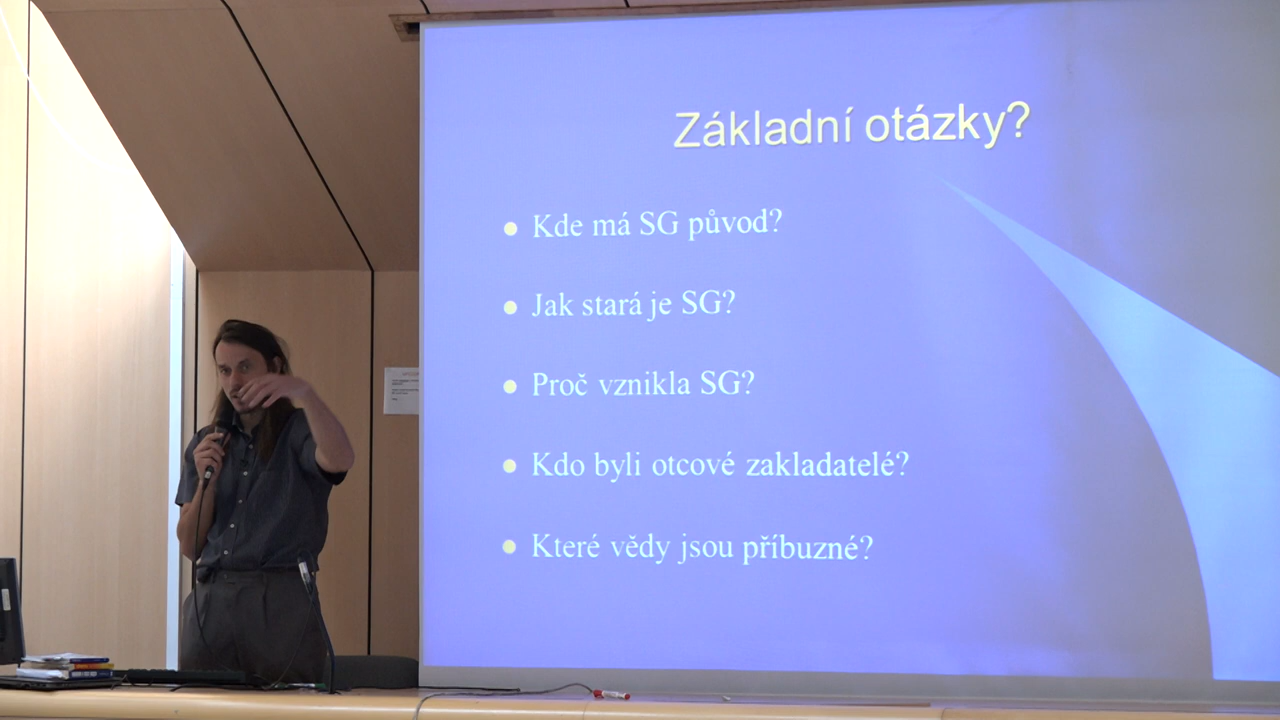 Základní otázky?
Kde má SG původ?
Jak stará je SG?
Proč vznikla SG?
Kdo byli otcové zakladatelé?
Které vědy jsou příbuzné?